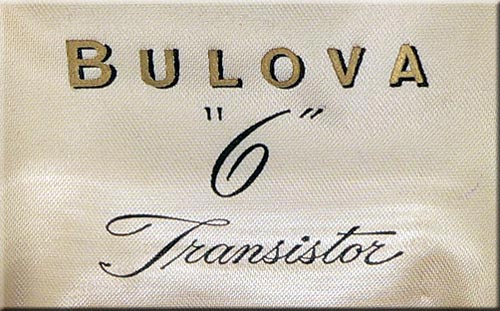 BULOVA
"6"
Transistor